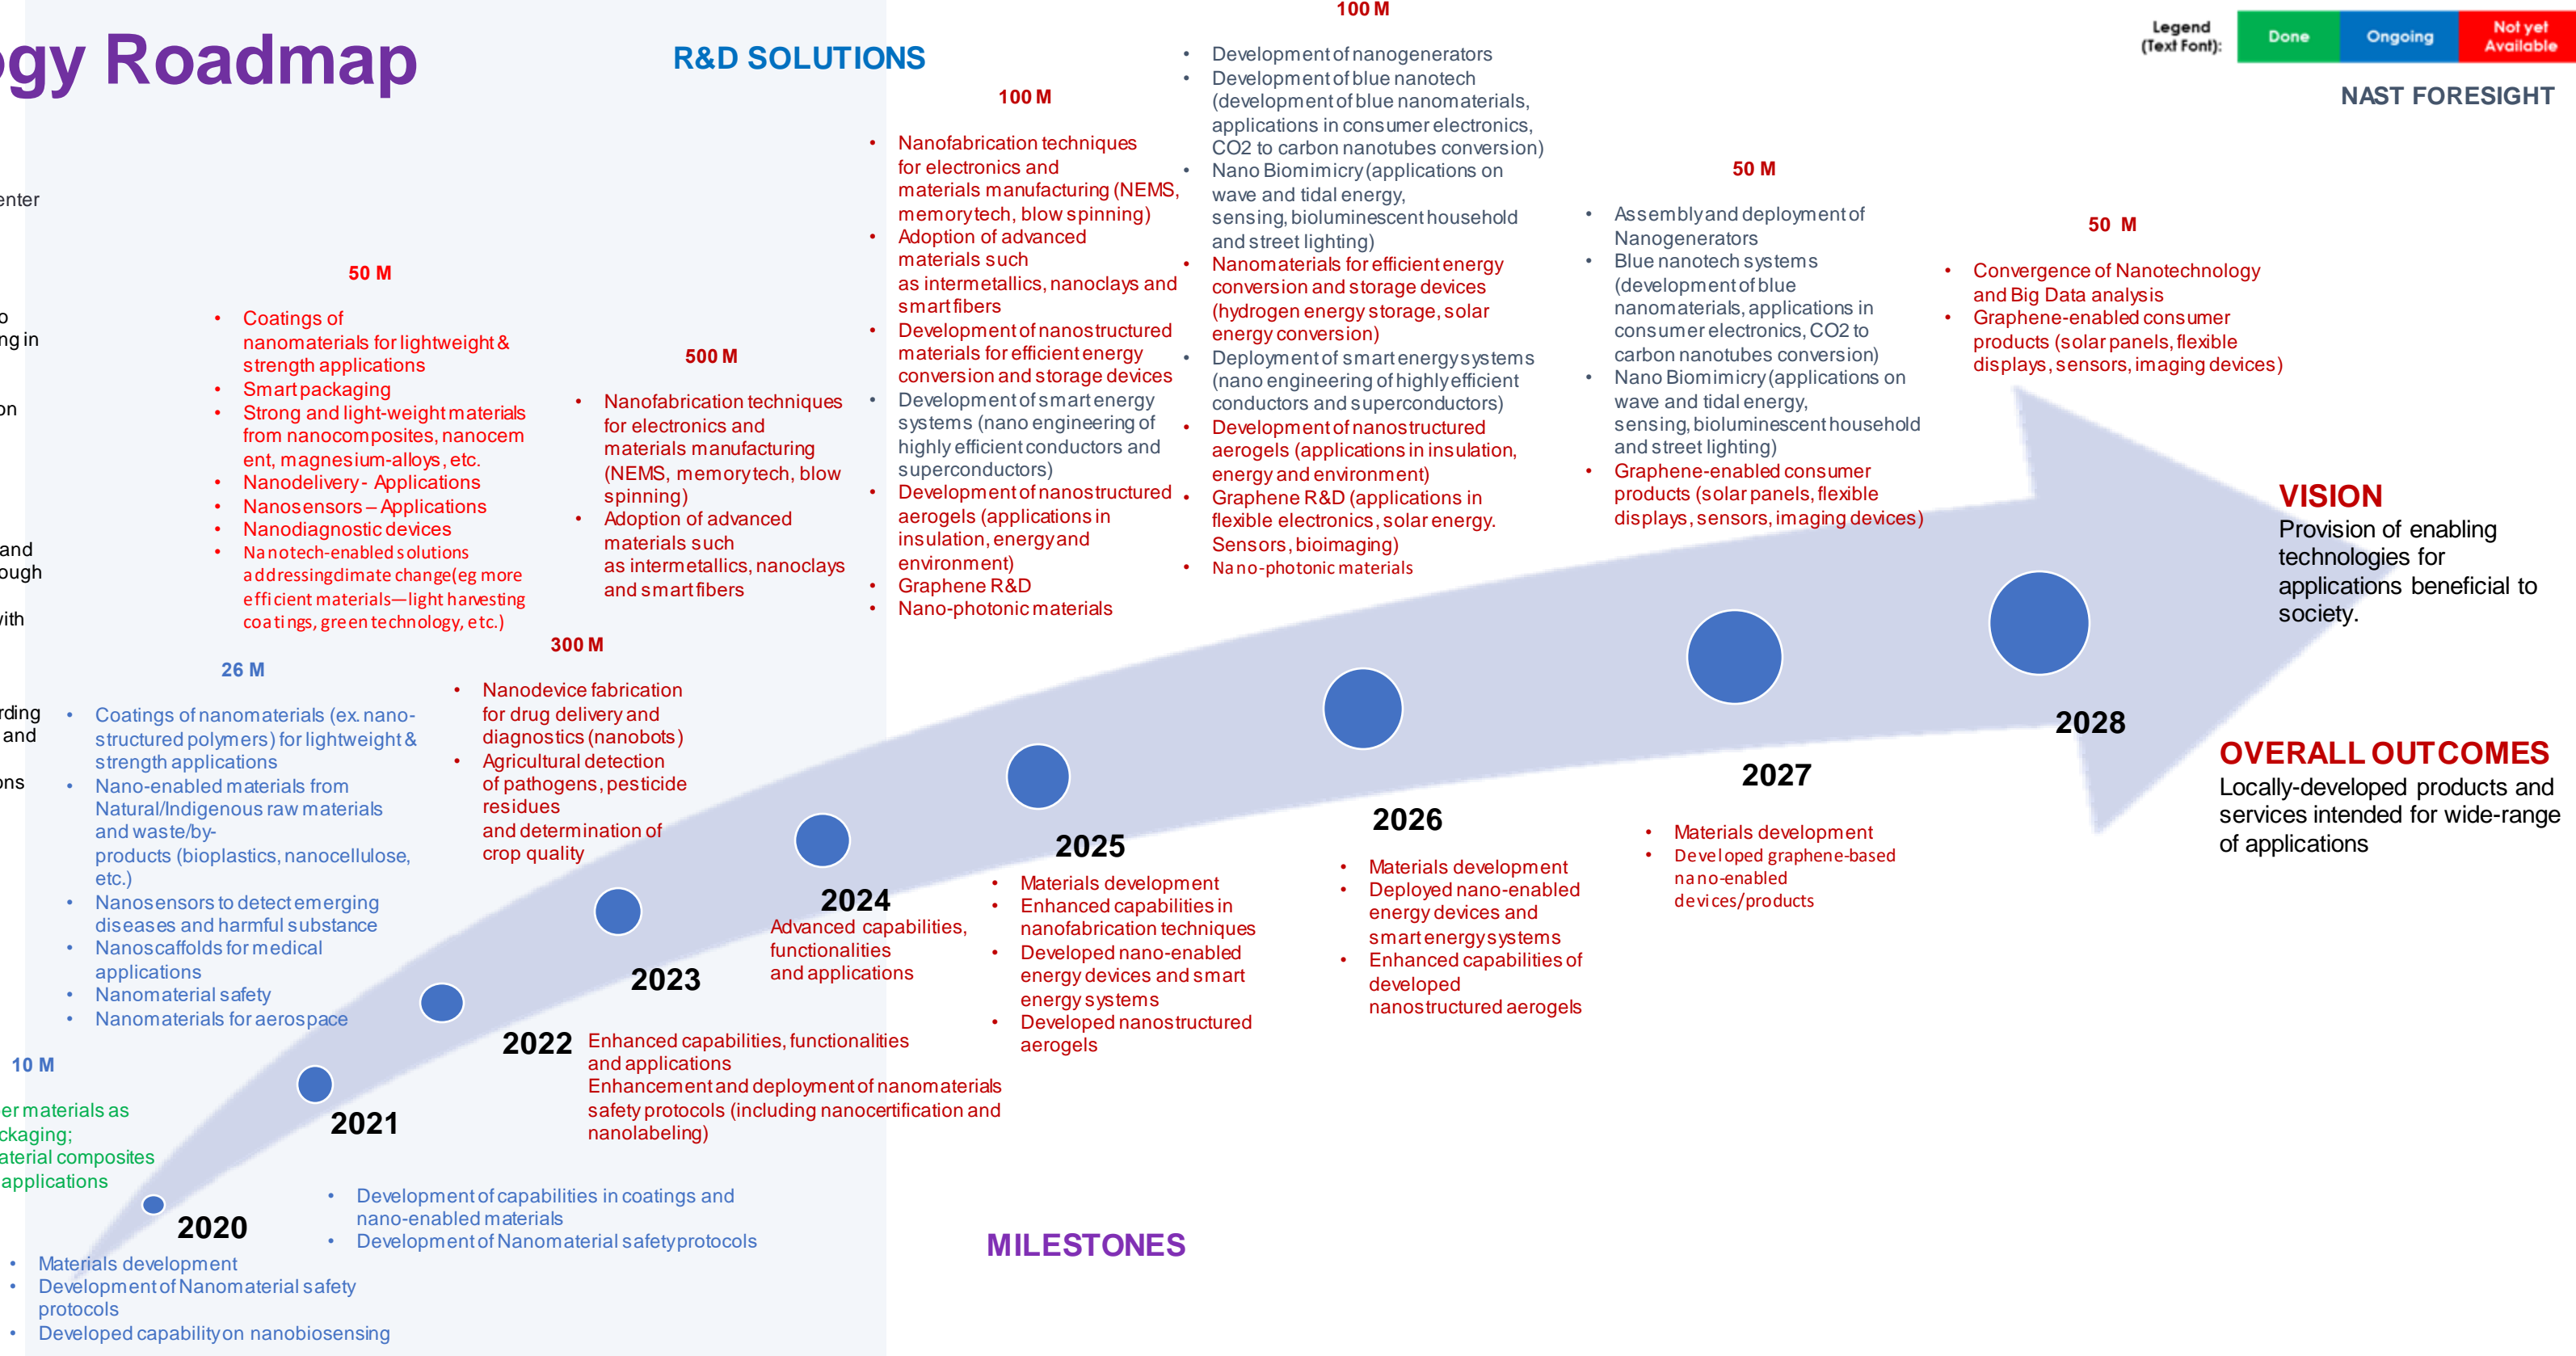 ogy Roadmap
R&D SOLUTIONS
Legend
(Text Font):
Done
Ongoing
Not yet
Available
NAST FORESIGHT
enter
o
ng in
on
and
ough
with
rding
and
ons
10 M
er materials as
ckaging;
aterial composites
applications
26 M
• Coatings of nanomaterials (ex. nano-
structured polymers) for lightweight &
strength applications
• Nano-enabled materials from
Natural/Indigenous raw materials
and waste/by-
products (bioplastics, nanocellulose,
etc.)
• Nanosensors to detect emerging
diseases and harmful substance
• Nanoscaffolds for medical
applications
• Nanomaterial safety
• Nanomaterials for aerospace
50 M
• Coatings of
nanomaterials for lightweight &
strength applications
• Smart packaging
• Strong and light-weight materials
from nanocomposites, nanocem
ent, magnesium-alloys, etc.
• Nanodelivery - Applications
• Nanosensors – Applications
• Nanodiagnostic devices
• Nanotech-enabled solutions
addressing dimate change(eg more
efficient materials—light harvesting
coatings, green technology, etc.)
300 M
• Nanodevice fabrication
for drug delivery and
diagnostics (nanobots)
• Agricultural detection
of pathogens, pesticide
residues
and determination of
crop quality
500 M
• Nanofabrication techniques
for electronics and
materials manufacturing
(NEMS, memory tech, blow
spinning)
• Adoption of advanced
materials such
as intermetallics, nanoclays
and smart fibers
100 M
• Nanofabrication techniques
for electronics and
materials manufacturing (NEMS,
memory tech, blow spinning)
• Adoption of advanced
materials such
as intermetallics, nanoclays and
smart fibers
• Development of nanostructured
materials for efficient energy
conversion and storage devices
• Development of smart energy
systems (nano engineering of
highly efficient conductors and
superconductors)
• Development of nanostructured
aerogels (applications in
insulation, energy and
environment)
• Graphene R&D
• Nano-photonic materials
100 M
• Development of nanogenerators
• Development of blue nanotech
(development of blue nanomaterials,
applications in consumer electronics,
CO2 to carbon nanotubes conversion)
• Nano Biomimicry (applications on
wave and tidal energy,
sensing, bioluminescent household
and street lighting)
• Nanomaterials for efficient energy
conversion and storage devices
(hydrogen energy storage, solar
energy conversion)
• Deployment of smart energy systems
(nano engineering of highly efficient
conductors and superconductors)
• Development of nanostructured
aerogels (applications in insulation,
energy and environment)
• Graphene R&D (applications in
flexible electronics, solar energy.
Sensors, bioimaging)
• Nano-photonic materials
50 M
• Assembly and deployment of
Nanogenerators
• Blue nanotech systems
(development of blue
nanomaterials, applications in
consumer electronics, CO2 to
carbon nanotubes conversion)
• Nano Biomimicry (applications on
wave and tidal energy,
sensing, bioluminescent household
and street lighting)
• Graphene-enabled consumer
products (solar panels, flexible
displays, sensors, imaging devices)
50 M
• Convergence of Nanotechnology
and Big Data analysis
• Graphene-enabled consumer
products (solar panels, flexible
displays, sensors, imaging devices)
VISION
Provision of enabling
technologies for
applications beneficial to
society.
OVERALL OUTCOMES
Locally-developed products and
services intended for wide-range
of applications
2020
• Materials development
• Development of Nanomaterial safety
protocols
• Developed capability on nanobiosensing
2021
• Development of capabilities in coatings and
nano-enabled materials
• Development of Nanomaterial safety protocols
2022
Enhanced capabilities, functionalities
and applications
Enhancement and deployment of nanomaterials
safety protocols (including nanocertification and
nanolabeling)
2023
Advanced capabilities,
functionalities
and applications
2024
2025
• Materials development
• Enhanced capabilities in
nanofabrication techniques
• Developed nano-enabled
energy devices and smart
energy systems
• Developed nanostructured
aerogels
2026
• Materials development
• Deployed nano-enabled
energy devices and
smart energy systems
• Enhanced capabilities of
developed
nanostructured aerogels
2027
• Materials development
• Developed graphene-based
nano-enabled
devices/products
2028
MILESTONES